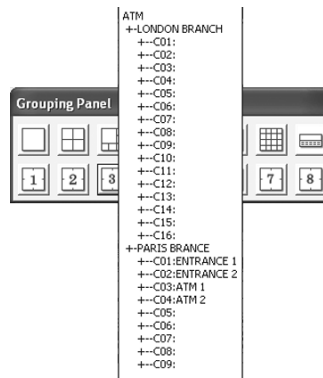 ATM
+-LONDON BRANCH
+--C01:
+--C02:
+--C03:
+--C04:
+--C05:
+--C06:
+--C07:
+--C08:
+--C09:
+--C10:
+--C11:
+--C12:
+--C13:
+--C14:
+--C15:
+--C16:
+-PARIS BRANCE
+--C01:ENTRANCE 1
+--C02:ENTRANCE 2
+--C03:ATM 1
+--C04:ATM 2
+--C05:
+--C06:
+--C07:
+--C08:
+--C09:
Grouping Panel
1 2 3 7 8